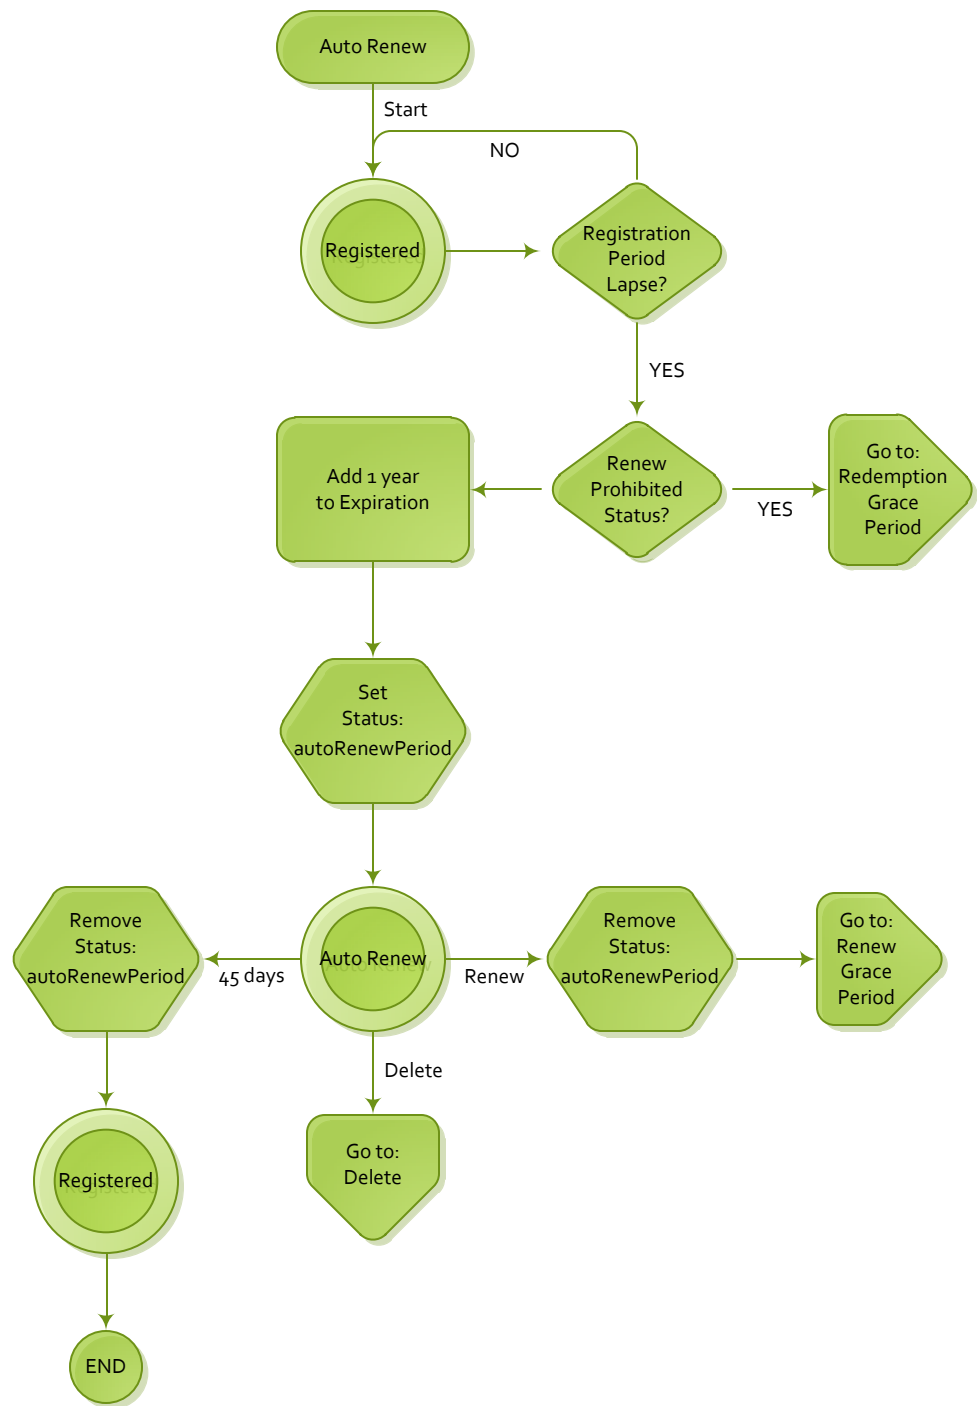 Auto Renew
Start
NO
Registered
Registration
Period
Lapse?
YES
Add 1 year
to Expiration
Renew
Prohibited
Status?
YES
Go to:
Redemption
Grace
Period
Set
Status:
autoRenewPeriod
Remove
Status:
autoRenewPeriod
45 days
Auto Renew
Renew
Remove
Status:
autoRenewPeriod
Go to:
Renew
Grace
Period
Delete
Registered
Go to:
Delete
END